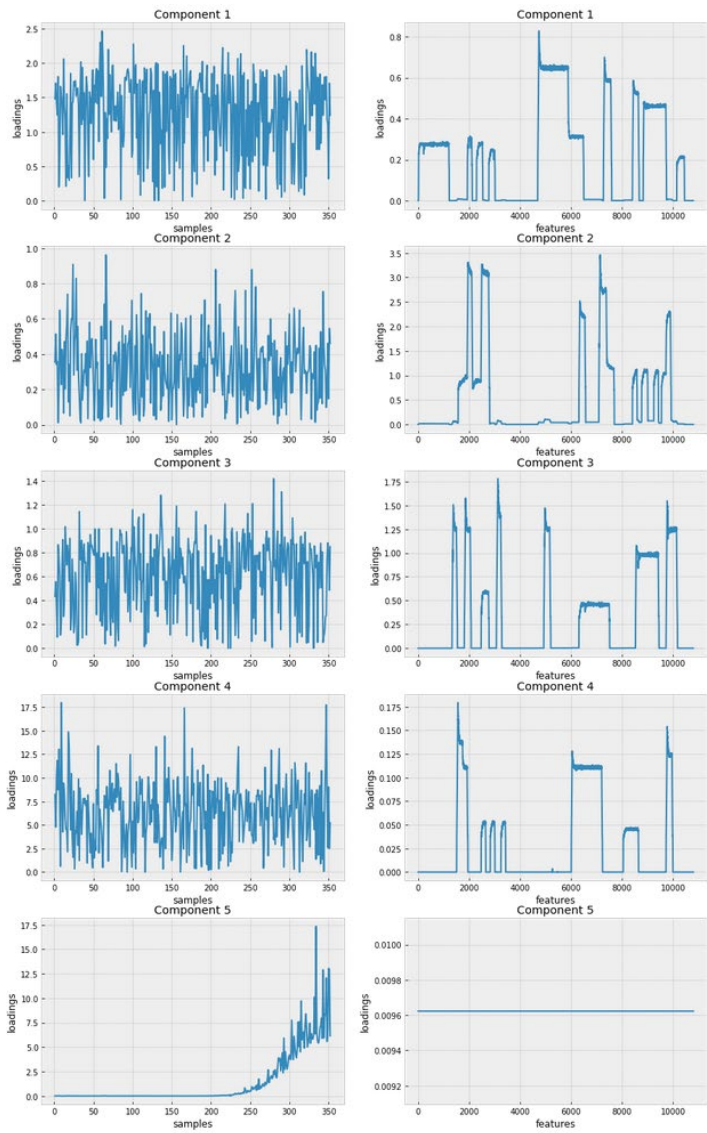 Component 1 Component 1
2.5
2.0
1.5
1.0
0.5
0.0
loadings
0 50 100 150 200 250 300 350
samples
0.8
0.6
0.4
0.2
0.0
loadings
0 2000 4000 6000 8000 10000
features
Component 2 Component 2
1.0
0.8
0.6
0.4
0.2
0.0
loadings
0 50 100 150 200 250 300 350
samples
3.5
3.0
2.5
2.0
1.5
1.0
0.5
0.0
loadings
0 2000 4000 6000 8000 10000
features
Component 3 Component 3
1.4
1.2
1.0
0.8
0.6
0.4
0.2
0.0
loadings
0 50 100 150 200 250 300 350
samples
1.75
1.50
1.25
1.00
0.75
0.50
0.25
0.00
loadings
0 2000 4000 6000 8000 10000
features
Component 4 Component 4
17.5
15.0
12.5
10.0
7.5
5.0
2.5
0.0
loadings
0 50 100 150 200 250 300 350
samples
0.175
0.150
0.125
0.100
0.075
0.050
0.025
0.000
loadings
0 2000 4000 6000 8000 10000
features
Component 5 Component 5
17.5
15.0
12.5
10.0
7.5
5.0
2.5
0.0
loadings
0 50 100 150 200 250 300 350
samples
0.0100
0.0098
0.0096
0.0094
0.0092
loadings
0 2000 4000 6000 8000 10000
features